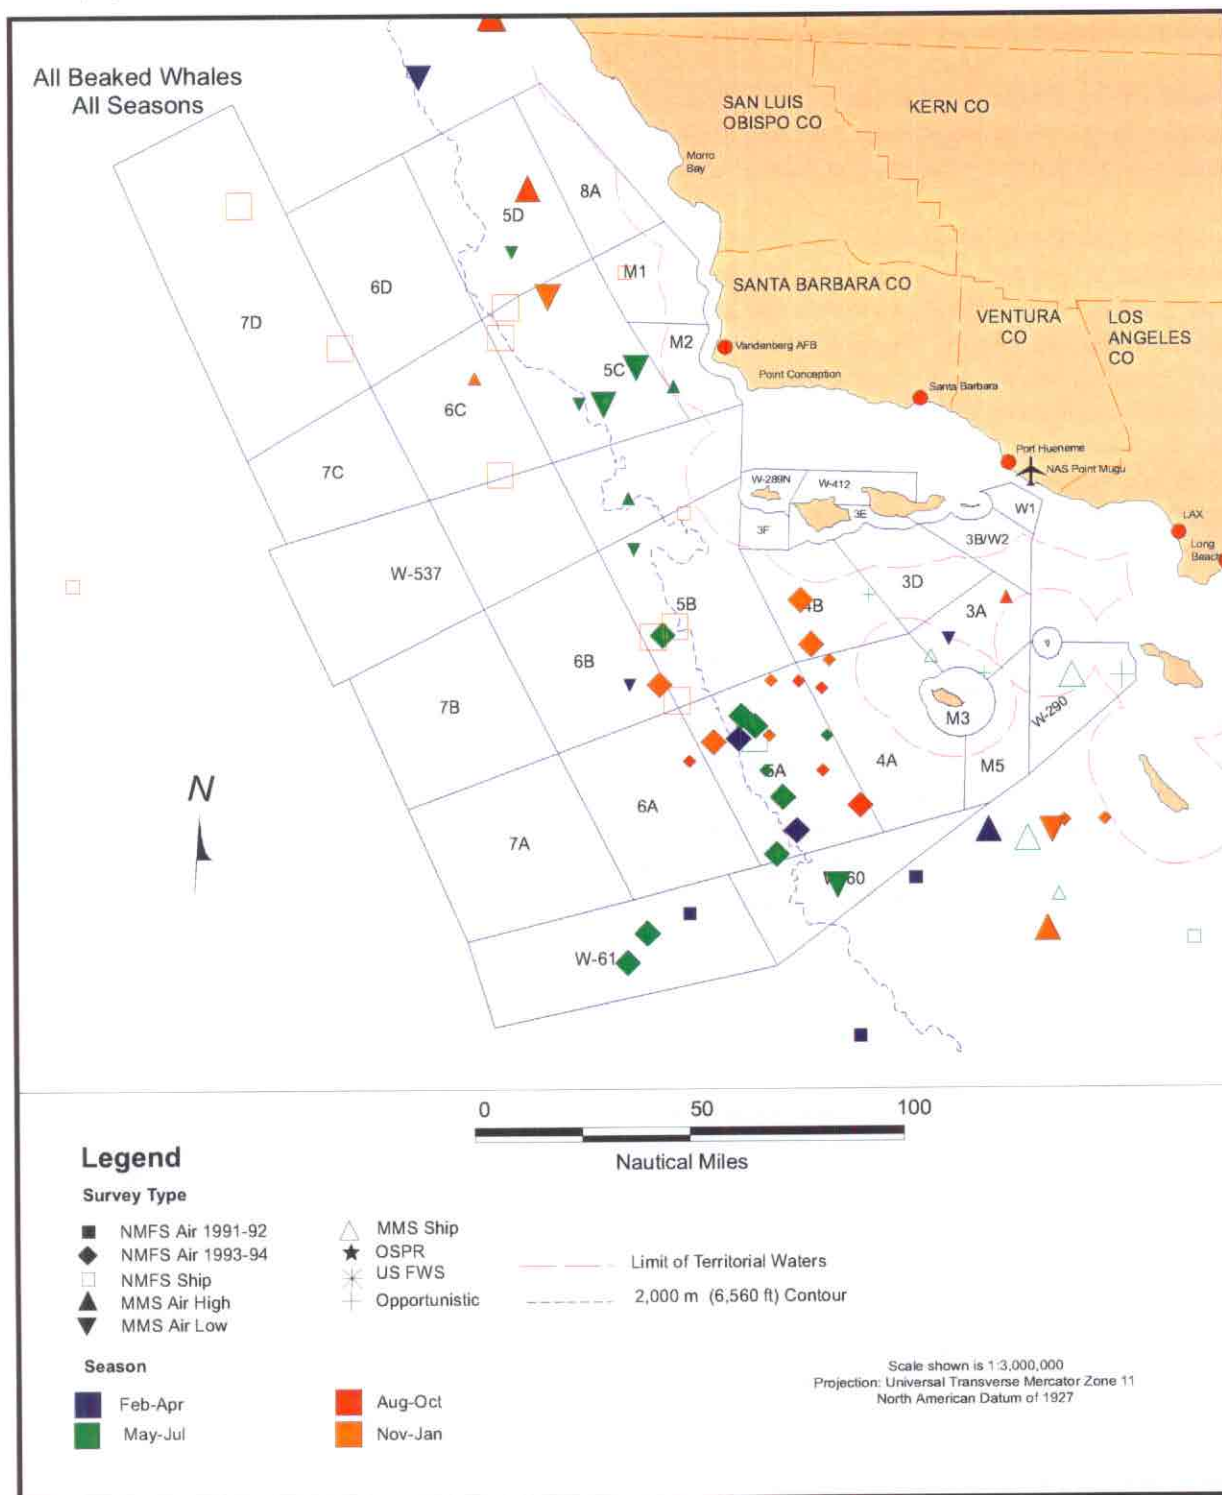 All Beaked Whales
All Seasons
SAN LUIS
OBISPO CO
KERN CO
Morro
Bay
8A
5D
6D
7D
M1
SANTA BARBARA CO
VENTURA
CO
LOS
ANGELES
CO
M2
Vandenberg AFB
5C
Point Conception
Santa Barbara
6C
7C
Port Hueneme
NAS Point Mugu
W-289N
W-412
3E
3F
W1
LAX
Long
Beach
3B/W2
W-537
3D
5B
4B
3A
6B
7B
M3
W-290
5A
4A
M5
6A
7A
N
W-60
W-61
0
50
100
Nautical Miles
Legend
Survey Type
NMFS Air 1991-92
NMFS Air 1993-94
NMFS Ship
MMS Air High
MMS Air Low
MMS Ship
OSPR
US FWS
Opportunistic
Limit of Territorial Waters
2,000 m (6,560 ft) Contour
Season
Feb-Apr
May-Jul
Aug-Oct
Nov-Jan
Scale shown is 1:3,000,000
Projection: Universal Transverse Mercator Zone 11
North American Datum of 1927